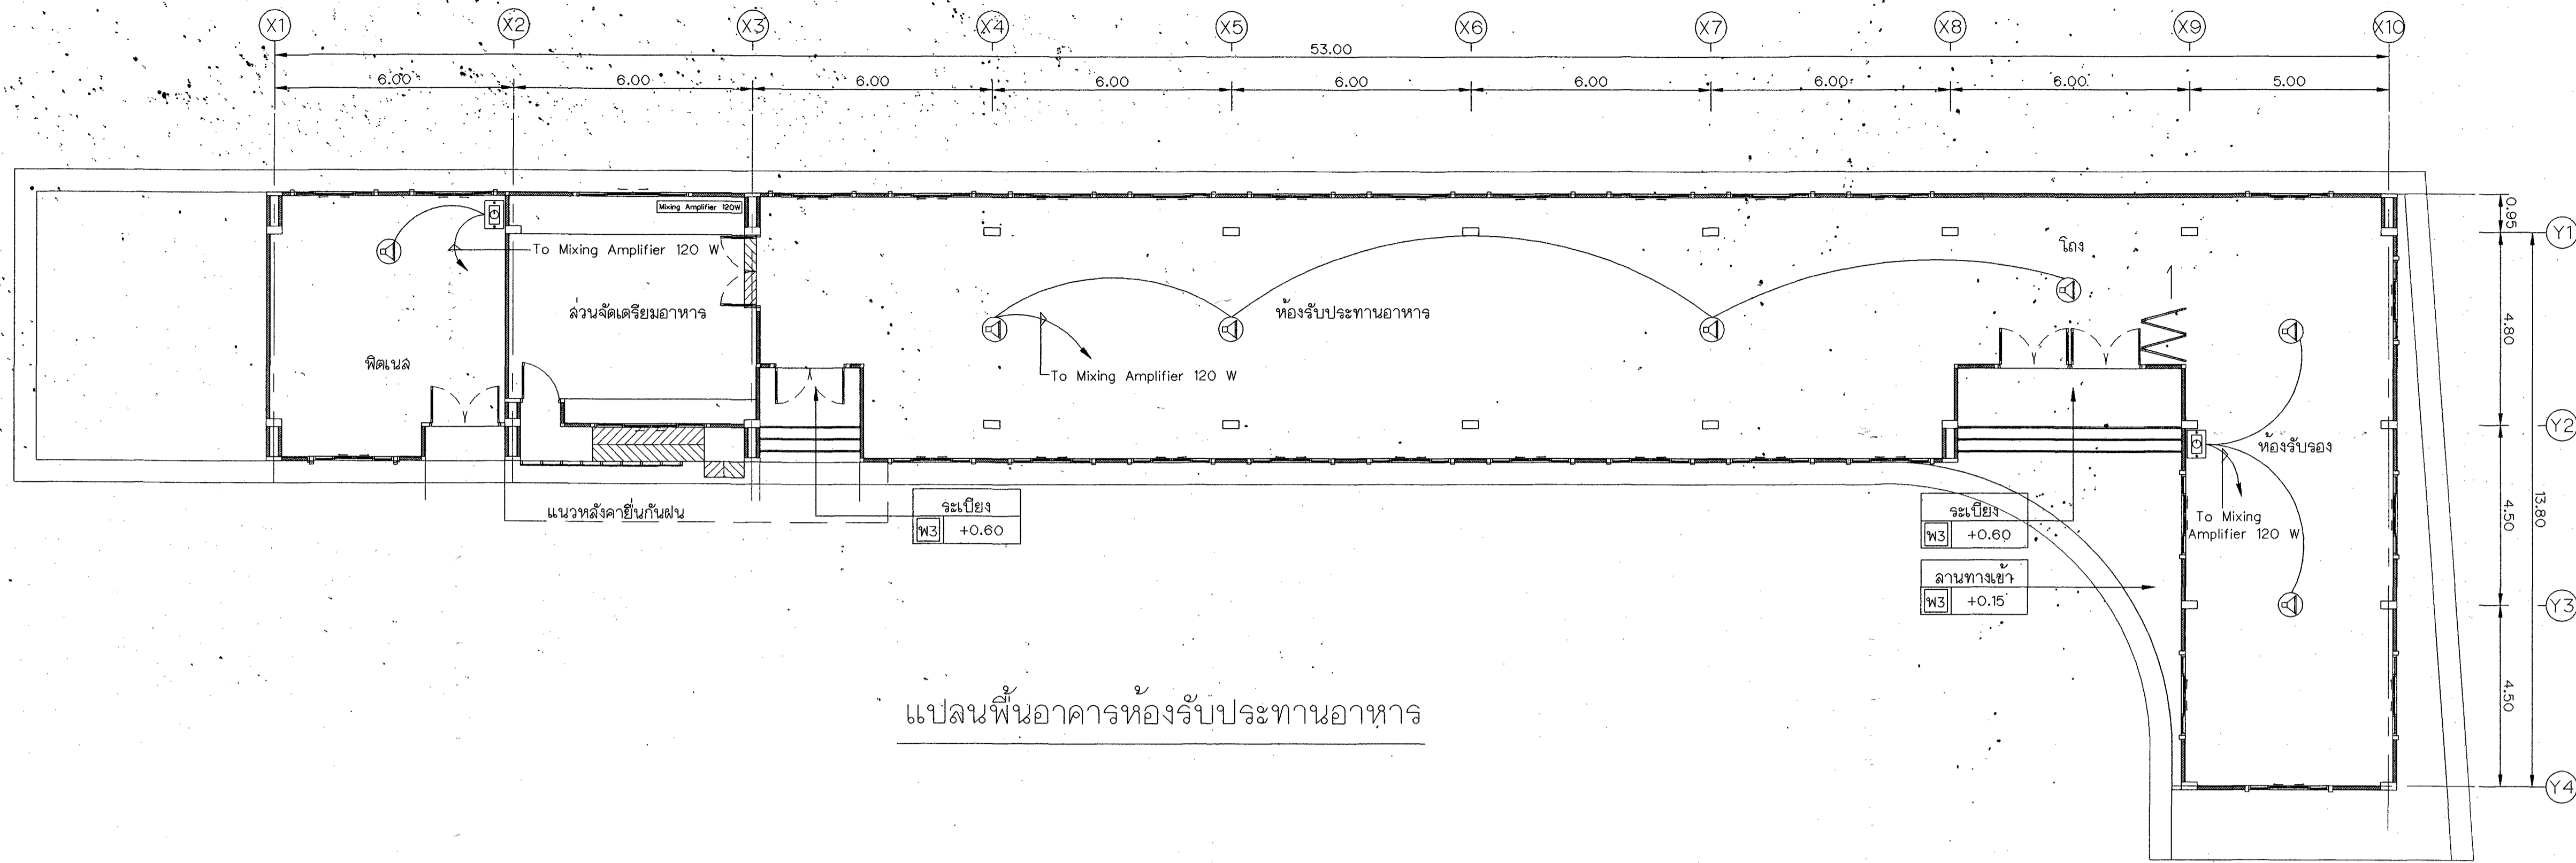 X1 X2 X3 X4 X5 X6 X7 X8 X9 X10
53.00
6.00 6.00 6.00 6.00 6.00 6.00 6.00 6.00 5.00
Mixing Amplifier 120W
0.95
Y1
To Mixing Amplifier 120 W
โถง
ส่วนจัดเตรียมอาหาร
ห้องรับประทานอาหาร
4.80
ฟิตเนส
To Mixing Amplifier 120 W
Y2
ห้องรับรอง
แนวหลังคายื่นกันฝน
ระเบียง
พ3 +0.60
ระเบียง
พ3 +0.60
To Mixing
Amplifier 120 W
4.50
13.80
ลานทางเข้า
พ3 +0.15
Y3
4.50
แปลนพื้นอาคารห้องรับประทานอาหาร
Y4